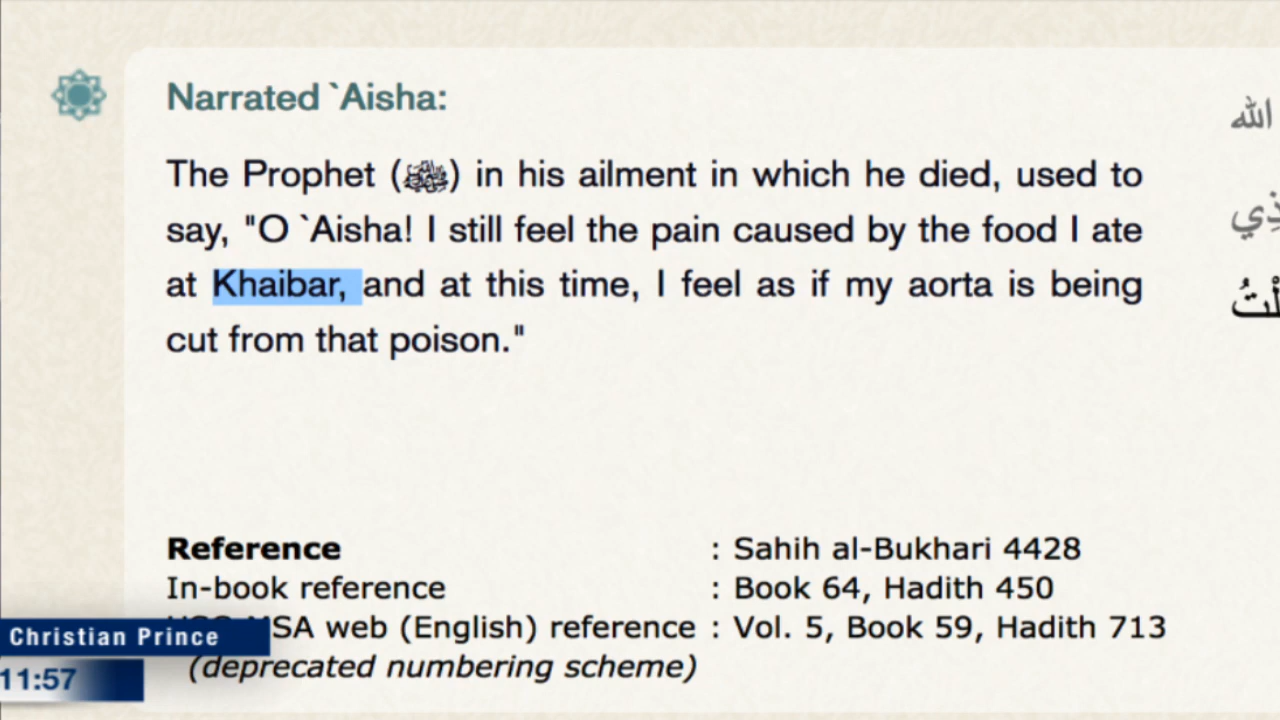 Narrated `Aisha:
The Prophet (ﷺ) in his ailment in which he died, used to
say, "O `Aisha! I still feel the pain caused by the food I ate
at Khaibar, and at this time, I feel as if my aorta is being
cut from that poison."
الله
Reference : Sahih al-Bukhari 4428
In-book reference : Book 64, Hadith 450
web (English) reference : Vol. 5, Book 59, Hadith 713
(deprecated numbering scheme)
Christian Prince
11:57